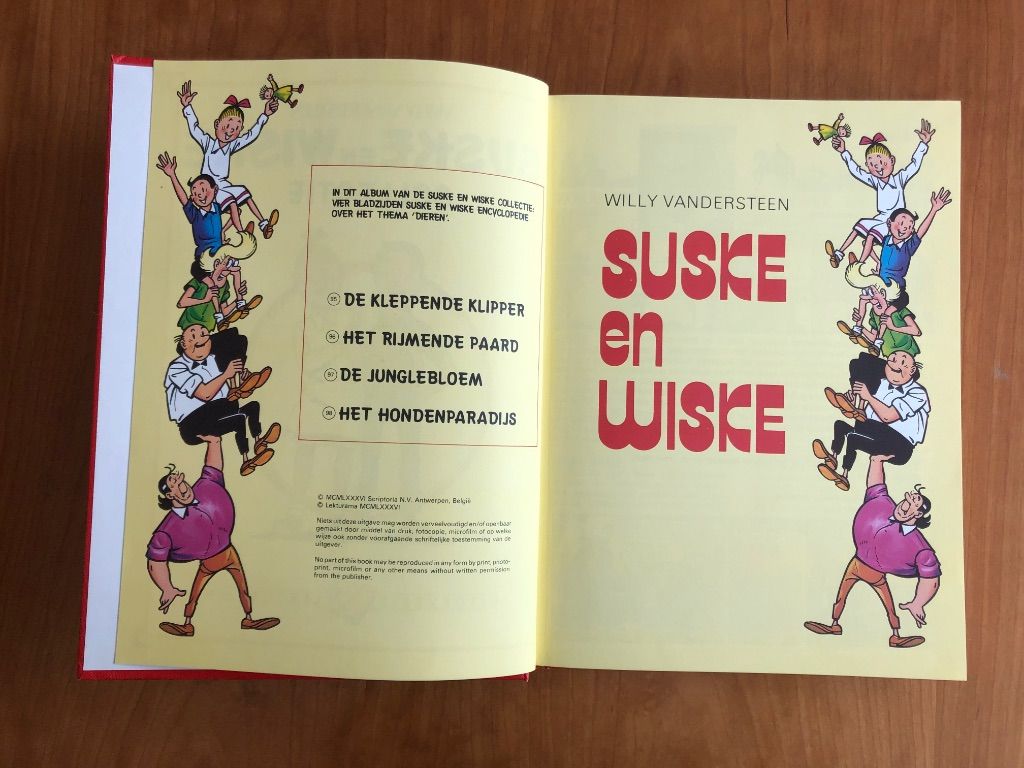 IN DIT ALBUM VAN DE SUSKE EN WISKE COLLECTIE:
VIER BLADZIJDEN SUSKE EN WISKE ENCYCLOPEDIE
OVER HET THEMA 'DIEREN'.
95 DE KLEPPENDE KLIPPER
96 HET RIJMENDE PAARD
97 DE JUNGLEBLOEM
98 HET HONDENPARADIJS
© MCMLXXXVI Scriptoria N.V. Antwerpen, België
© Lekturama MCMLXXXVI
Niets uit deze uitgave mag worden verveelvoudigd en/of openbaar
gemaakt door middel van druk, fotocopie, microfilm of op welke
wijze ook zonder voorafgaande schriftelijke toestemming van de
uitgever.
No part of this book may be reproduced in any form by print, photo-
print, microfilm or any other means without written permission
from the publisher.
WILLY VANDERSTEEN
SUSKE
en
WISKE